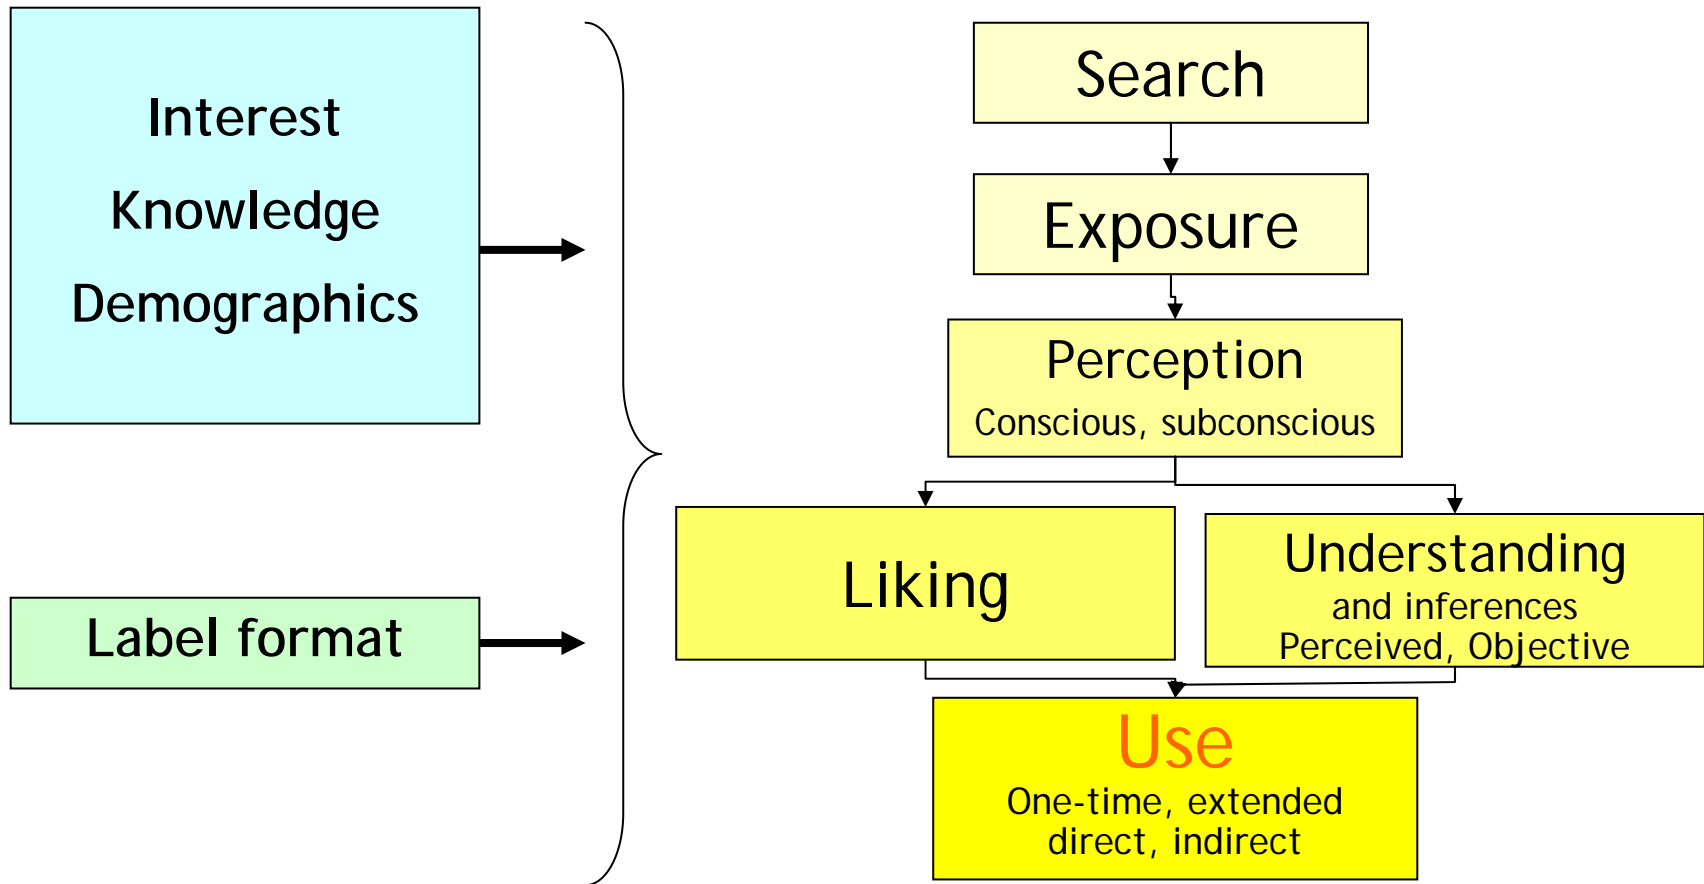 Interest
Knowledge
Demographics
Label format
Search
Exposure
Perception
Conscious, subconscious
Liking
Understanding
and inferences
Perceived, Objective
Use
One-time, extended
direct, indirect